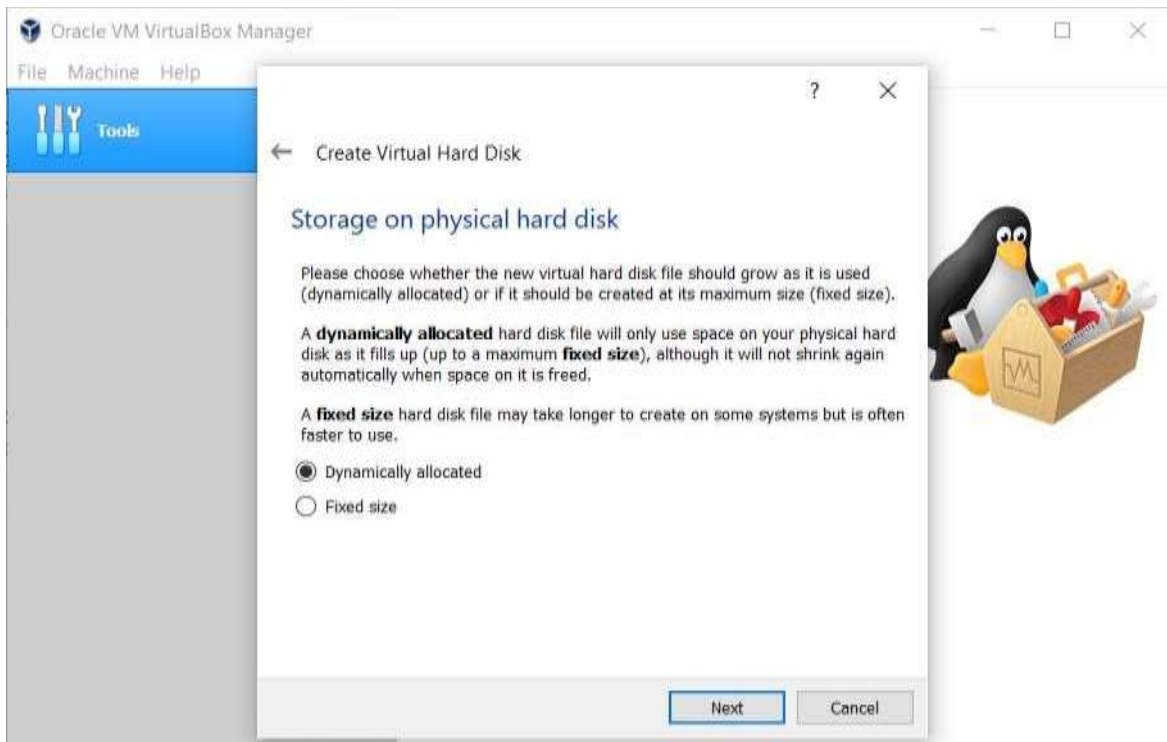 Oracle VM VirtualBox Manager
File Machine Help
Tools
?
Create Virtual Hard Disk
Storage on physical hard disk
Please choose whether the new virtual hard disk file should grow as it is used
(dynamically allocated) or if it should be created at its maximum size (fixed size).
A dynamically allocated hard disk file will only use space on your physical hard
disk as it fills up (up to a maximum fixed size), although it will not shrink again
automatically when space on it is freed.
A fixed size hard disk file may take longer to create on some systems but is often
faster to use.
Dynamically allocated
Fixed size
Next Cancel